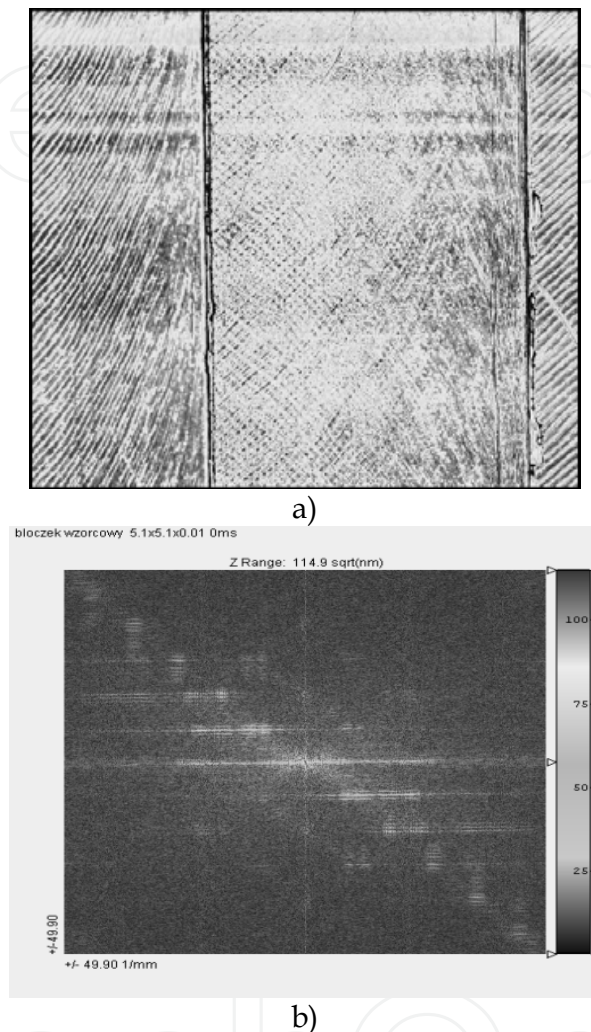 a)
bloczek wzorcowy 5.1x5.1x0.01 0ms
Z Range: 114.9 sqrt(nm)
100
75
50
25
+/-49.90
+/- 49.90 1/mm
b)